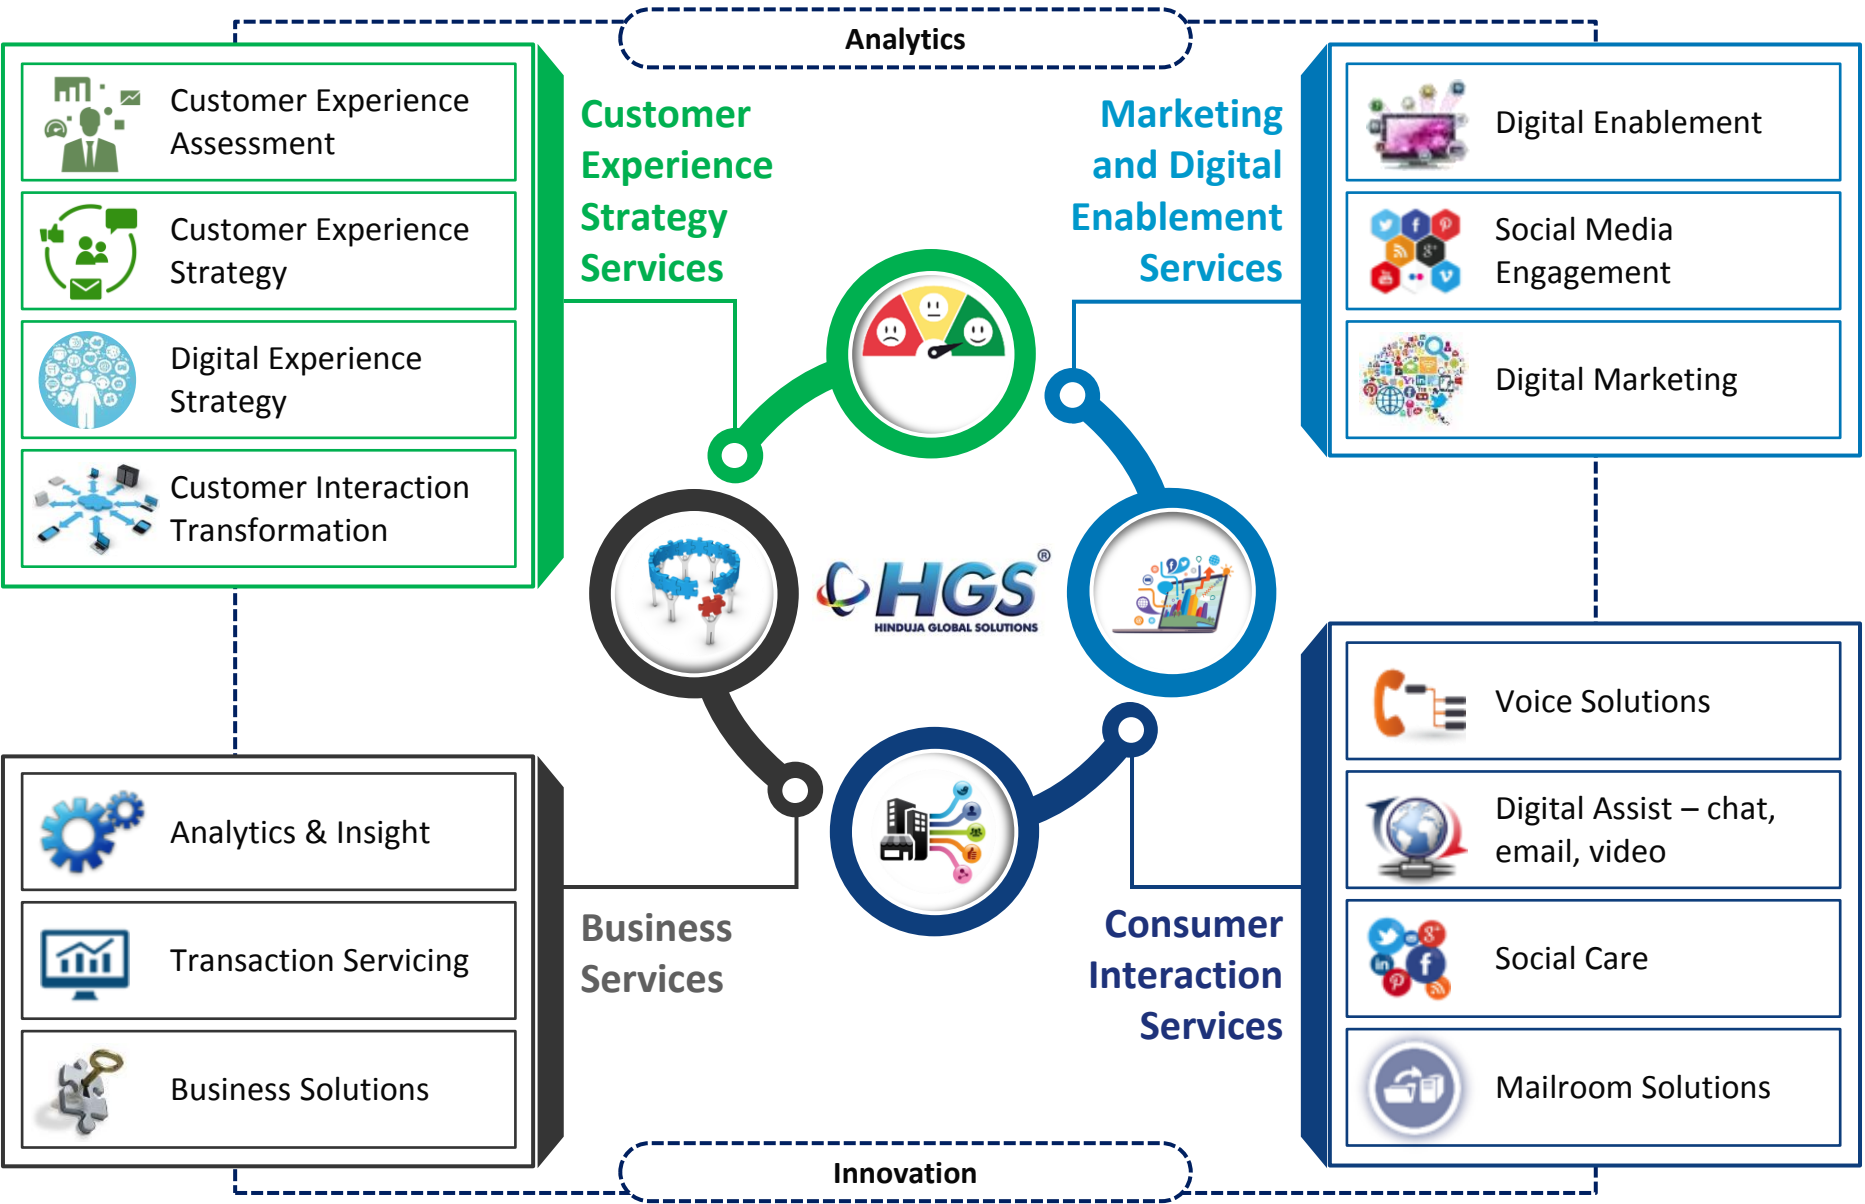 Analytics
Customer Experience
Assessment
Customer Experience
Strategy
Digital Experience
Strategy
Customer Interaction
Transformation
Customer
Experience
Strategy
Services
Marketing
and Digital
Enablement
Services
Digital Enablement
Social Media
Engagement
Digital Marketing
HGS®
HINDUJA GLOBAL SOLUTIONS
Analytics & Insight
Transaction Servicing
Business Solutions
Business
Services
Consumer
Interaction
Services
Voice Solutions
Digital Assist – chat,
email, video
Social Care
Mailroom Solutions
Innovation